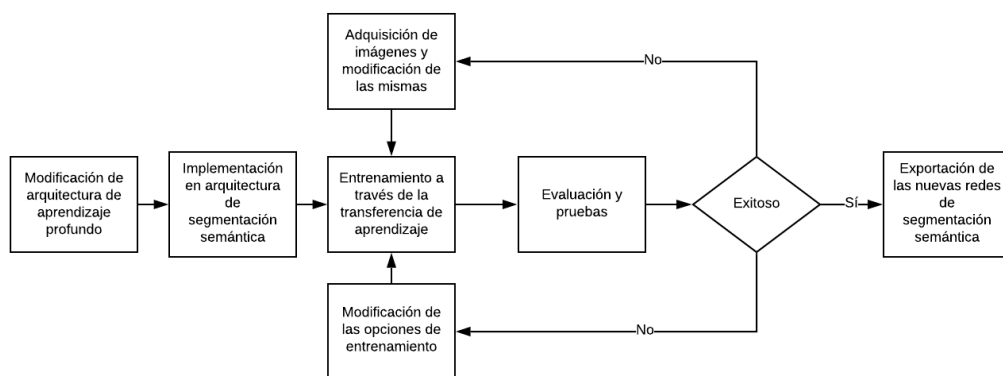 Adquisición de
imágenes y
modificación de
las mismas
No
Modificación de
arquitectura de
aprendizaje
profundo
Implementación
en arquitectura
de
segmentación
semántica
Entrenamiento a
través de la
transferencia de
aprendizaje
Evaluación y
pruebas
Exitoso
Sí
Exportación de
las nuevas redes
de
segmentación
semántica
Modificación de
las opciones de
entrenamiento
No